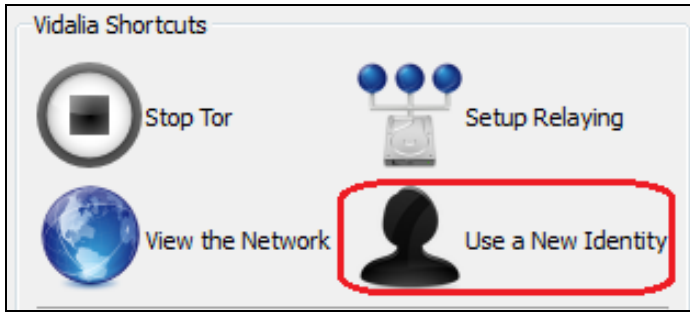 Vidalia Shortcuts
Stop Tor
Setup Relaying
View the Network
Use a New Identity